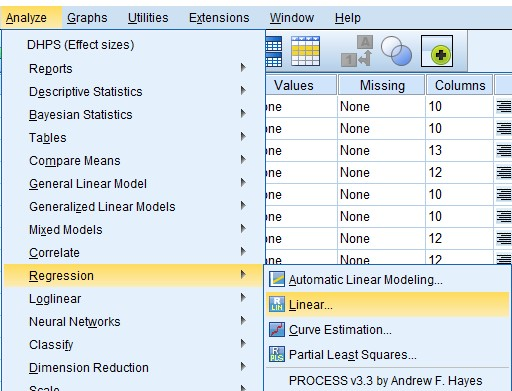 Analyze Graphs Utilities Extensions Window Help
DHPS (Effect sizes)
Reports
Descriptive Statistics
Bayesian Statistics
Tables
Compare Means
General Linear Model
Generalized Linear Models
Mixed Models
Correlate
Regression
Loglinear
Neural Networks
Classify
Dimension Reduction
Scale
Values Missing Columns
one None 10
one None 10
one None 13
one None 12
one None 10
one None 10
one None 12
one None 12
Automatic Linear Modeling...
Linear...
Curve Estimation...
Partial Least Squares...
PROCESS v3.3 by Andrew F. Hayes